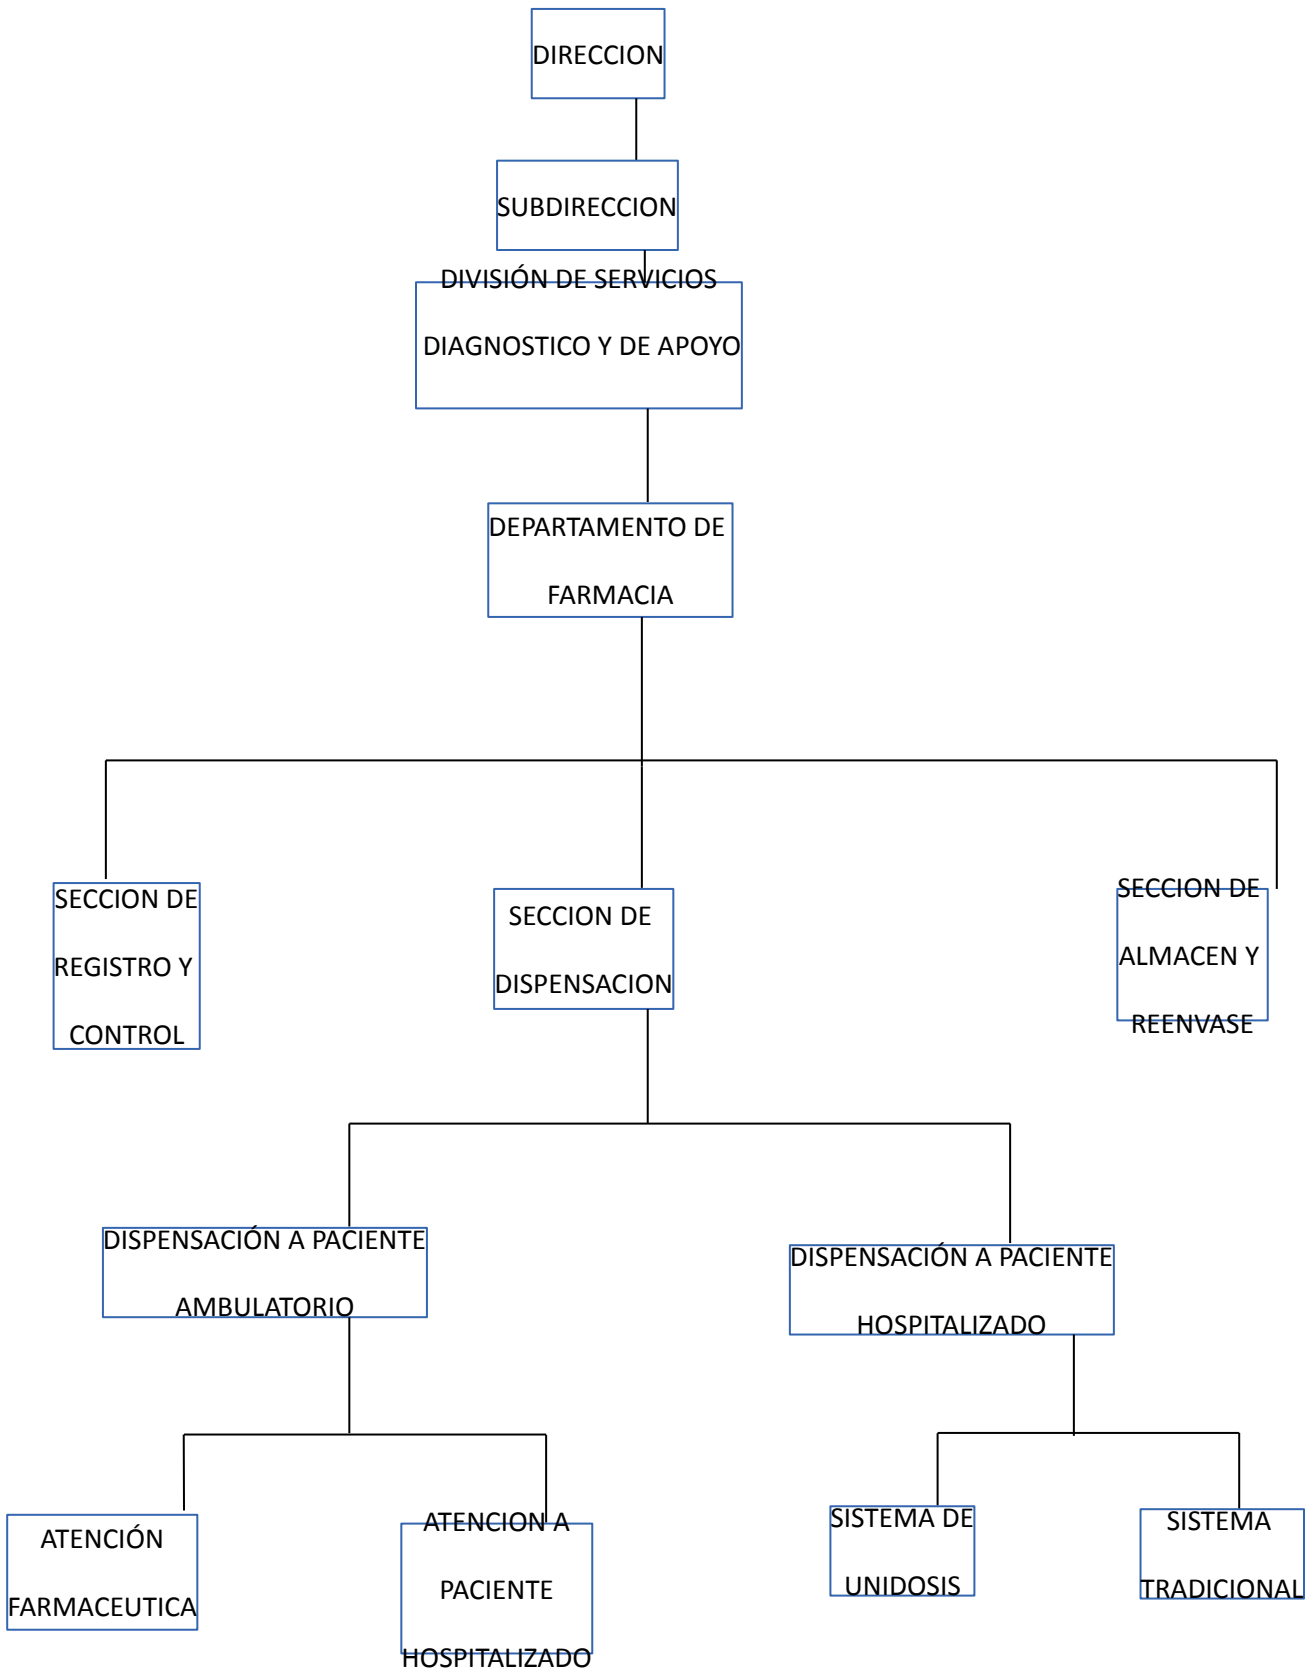 DIRECCION
SUBDIRECCION
DIVISIÓN DE SERVICIOS
DIAGNOSTICO Y DE APOYO
DEPARTAMENTO DE
FARMACIA
SECCION DE
REGISTRO Y
CONTROL
SECCION DE
DISPENSACION
SECCION DE
ALMACEN Y
REENVASE
DISPENSACIÓN A PACIENTE
AMBULATORIO
DISPENSACIÓN A PACIENTE
HOSPITALIZADO
ATENCIÓN
FARMACEUTICA
ATENCION A
PACIENTE
HOSPITALIZADO
SISTEMA DE
UNIDOSIS
SISTEMA
TRADICIONAL